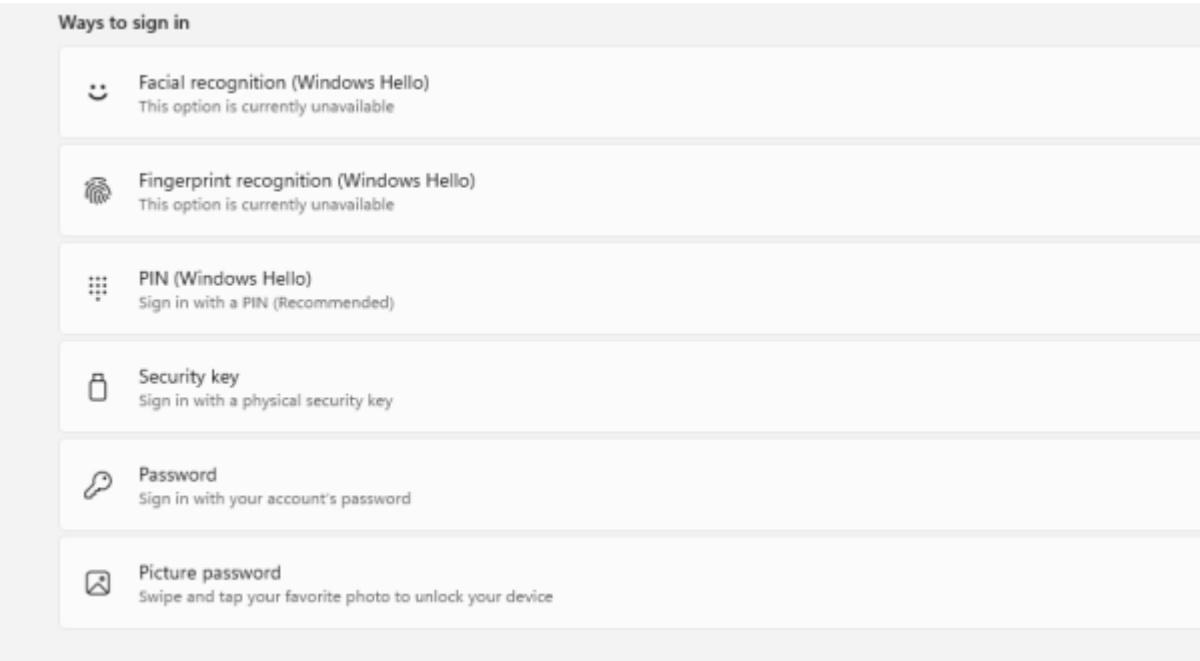 Ways to sign in
Facial recognition (Windows Hello)
This option is currently unavailable
Fingerprint recognition (Windows Hello)
This option is currently unavailable
PIN (Windows Hello)
Sign in with a PIN (Recommended)
Security key
Sign in with a physical security key
Password
Sign in with your account's password
Picture password
Swipe and tap your favorite photo to unlock your device